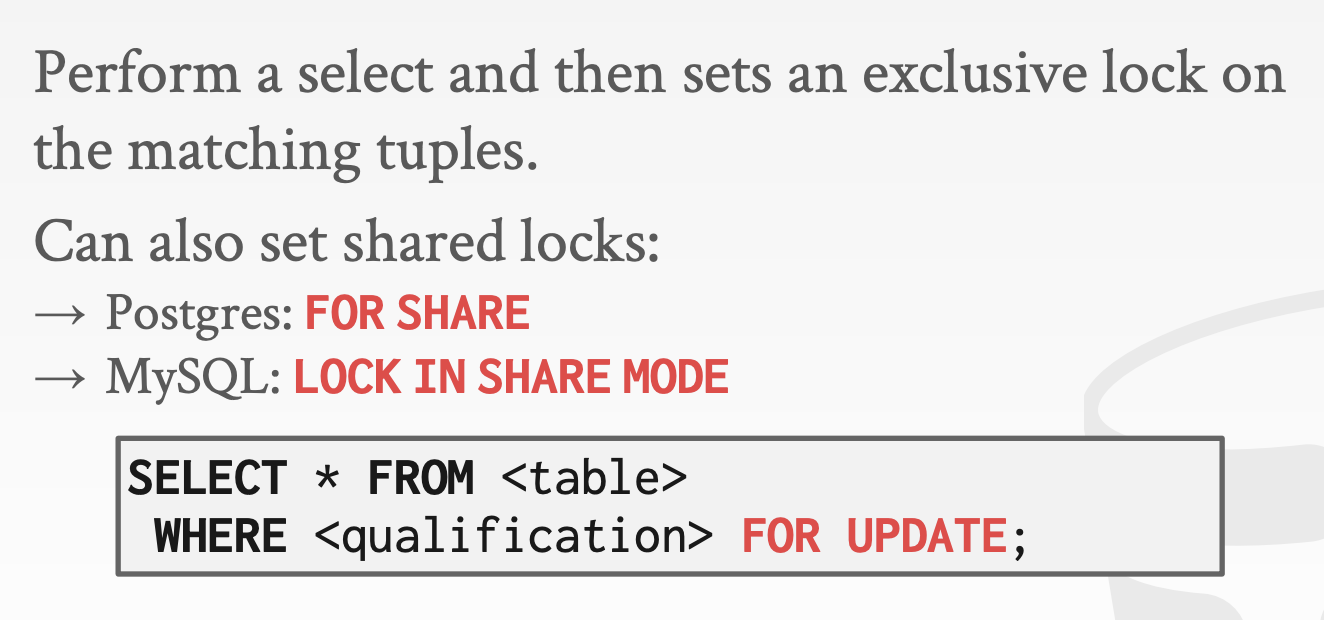 Perform a select and then sets an exclusive lock on
the matching tuples.
Can also set shared locks:
→ Postgres: FOR SHARE
→ MySQL: LOCK IN SHARE MODE
SELECT * FROM <table>
WHERE <qualification> FOR UPDATE;